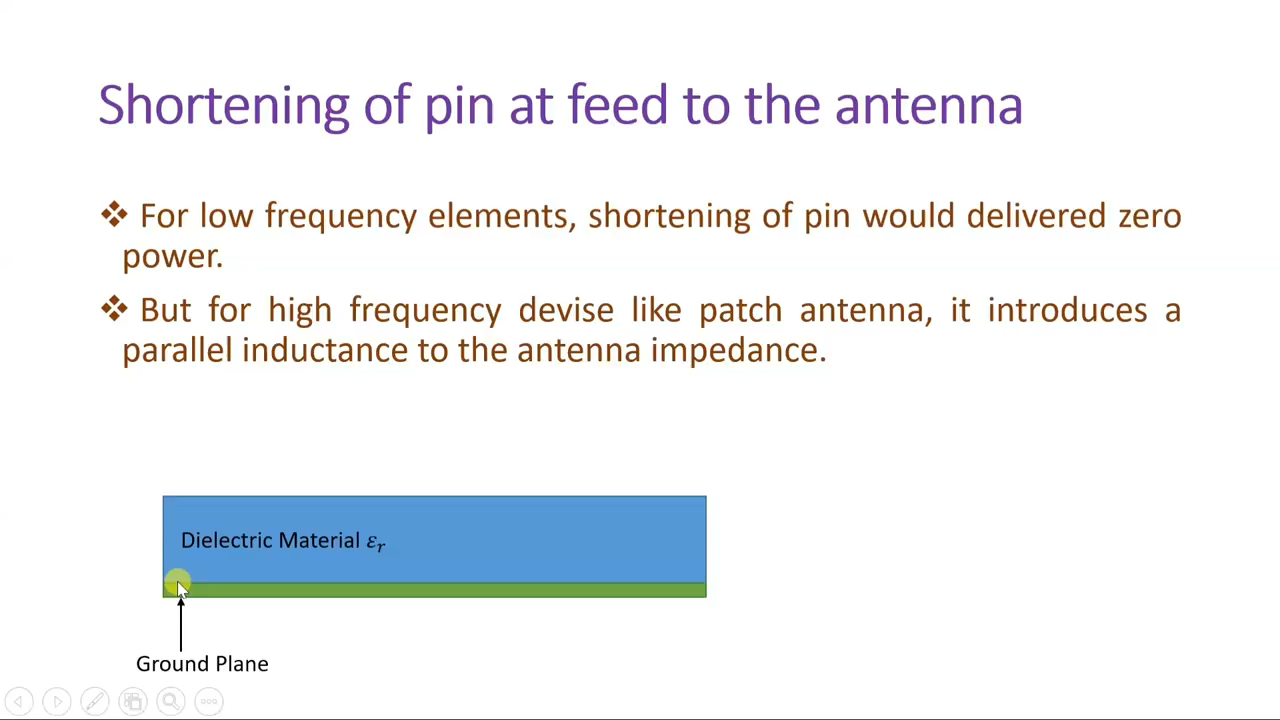 Shortening of pin at feed to the antenna
❖ For low frequency elements, shortening of pin would delivered zero
power.
❖ But for high frequency devise like patch antenna, it introduces a
parallel inductance to the antenna impedance.
Dielectric Material εᵣ
Ground Plane